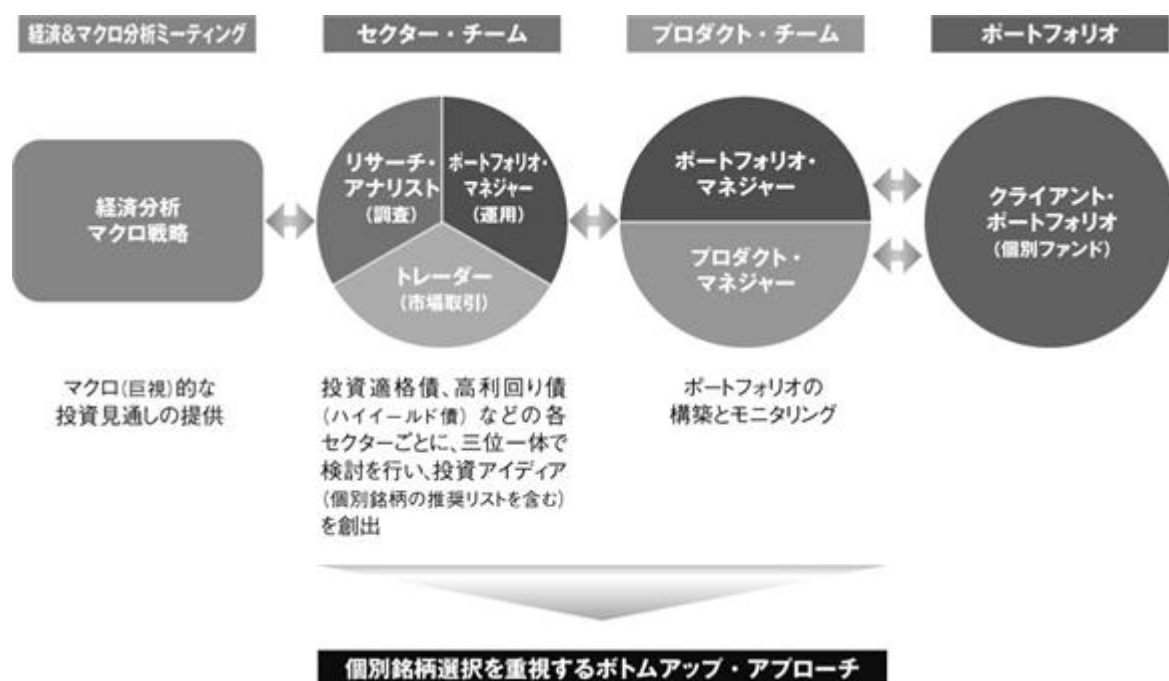 経済&マクロ分析ミーティング
セクター・チーム
プロダクト・チーム
ポートフォリオ
経済分析
マクロ戦略
リサーチ・
アナリスト
(調査)
ポートフォリオ・
マネジャー
(運用)
トレーダー
(市場取引)
ポートフォリオ・
マネジャー
プロダクト・
マネジャー
クライアント・
ポートフォリオ
(個別ファンド)
マクロ(巨視)的な
投資見通しの提供
投資適格債、高利回り債
(ハイイールド債)などの各
セクターごとに、三位一体で
検討を行い、投資アイディア
(個別銘柄の推奨リストを含む)
を創出
ポートフォリオの
構築とモニタリング
個別銘柄選択を重視するボトムアップ・アプローチ